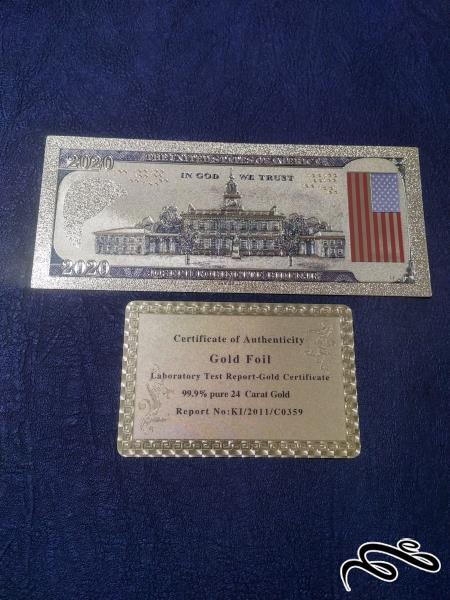 2020
THE UNITED STATES OF AMERICA
IN GOD WE TRUST
2020
Certificate of Authenticity
Gold Foil
Laboratory Test Report-Gold Certificate
99.9% pure 24 Carat Gold
Report No:KI/2011/C0359